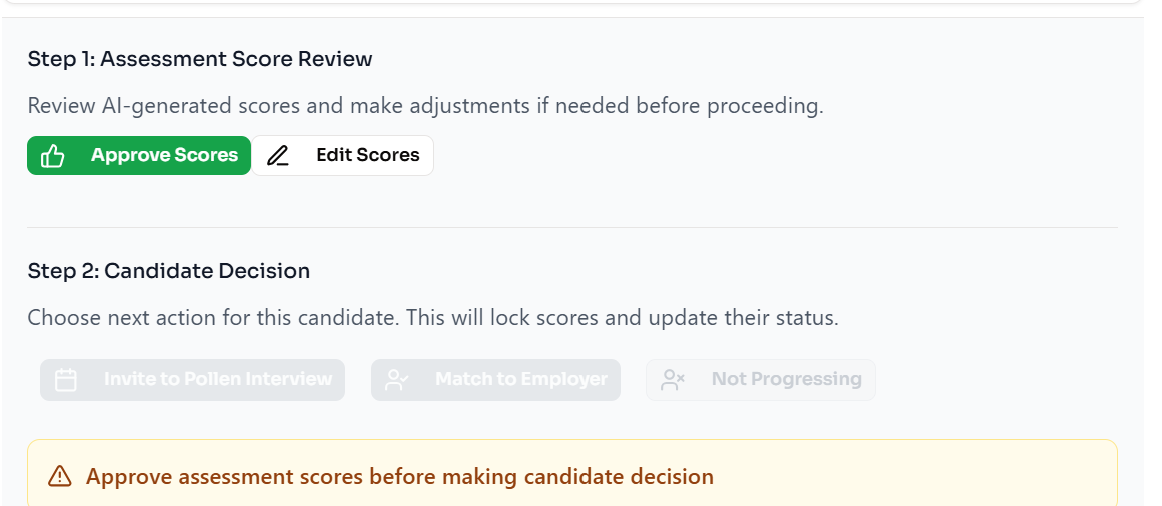 Step 1: Assessment Score Review
Review AI-generated scores and make adjustments if needed before proceeding.
Approve Scores
Edit Scores
Step 2: Candidate Decision
Choose next action for this candidate. This will lock scores and update their status.
Invite to Pollen Interview
Match to Employer
Not Progressing
Approve assessment scores before making candidate decision